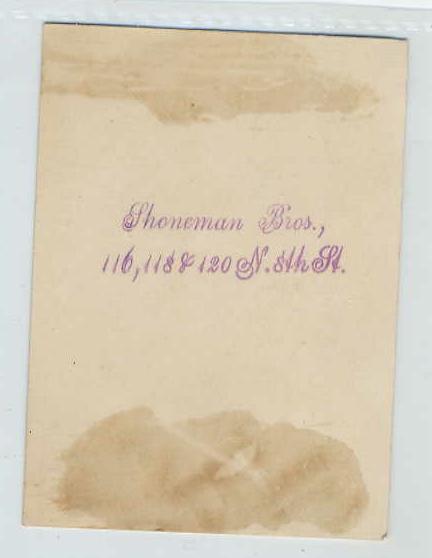 Shoneman Bros.,
116, 118 & 120 N. 8th St.